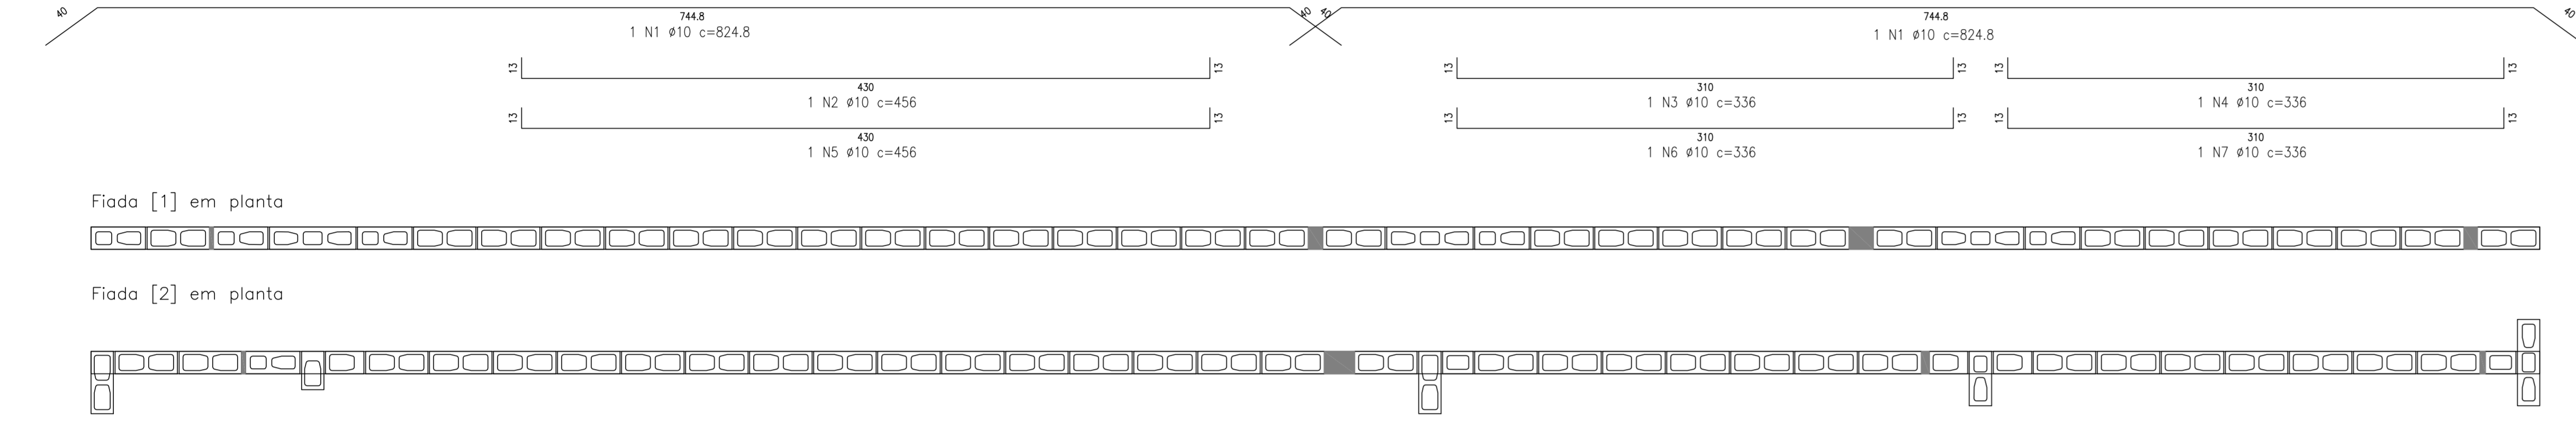 40 744.8 40 40 744.8 40
1 N1 ø10 c=824.8 1 N1 ø10 c=824.8
13 13 13 13 13 13
430 310 310
1 N2 ø10 c=456 1 N3 ø10 c=336 1 N4 ø10 c=336
13 13 13 13 13 13
430 310 310
1 N5 ø10 c=456 1 N6 ø10 c=336 1 N7 ø10 c=336
Fiada [1] em planta
Fiada [2] em planta